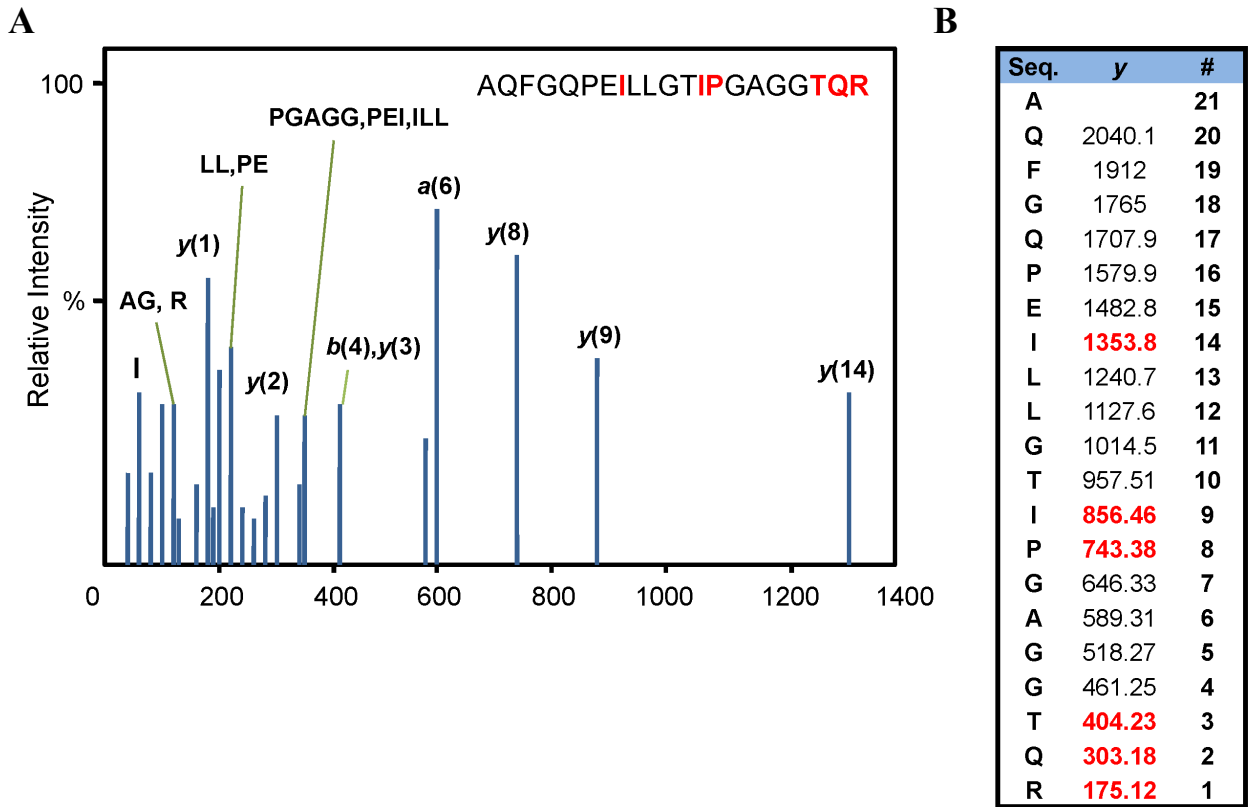 A
B
100
AQFGQPEILLGTIPGAGGTQR
PGAGG,PEI,ILL
LL,PE
a(6)
y(1)
y(8)
Relative Intensity
%
AG, R
I
y(2)
b(4),y(3)
y(9)
y(14)
0 200 400 600 800 1000 1200 1400
Seq. y #
A 21
Q 2040.1 20
F 1912 19
G 1765 18
Q 1707.9 17
P 1579.9 16
E 1482.8 15
I 1353.8 14
L 1240.7 13
L 1127.6 12
G 1014.5 11
T 957.51 10
I 856.46 9
P 743.38 8
G 646.33 7
A 589.31 6
G 518.27 5
G 461.25 4
T 404.23 3
Q 303.18 2
R 175.12 1